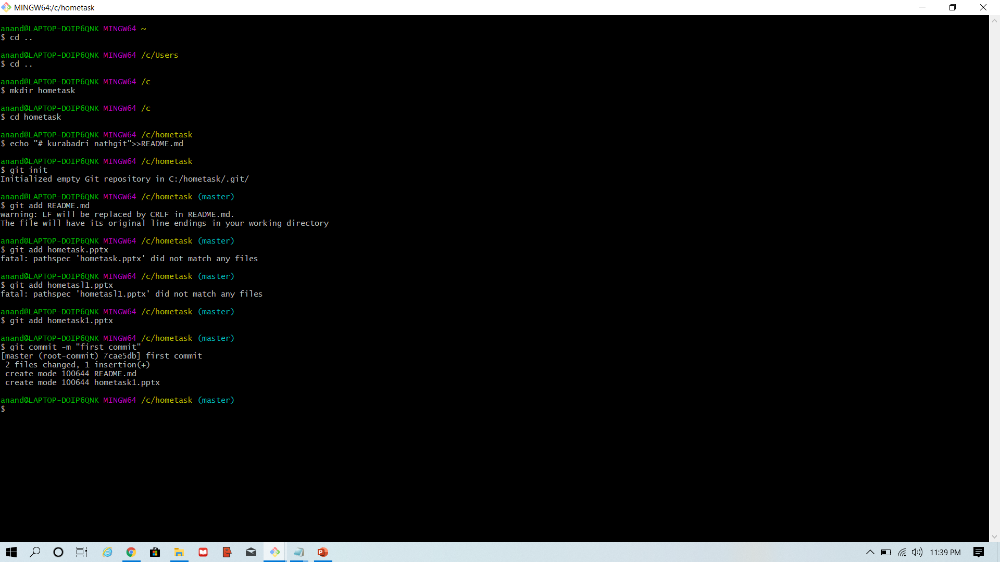 MINGW64:/c/hometask
anand@LAPTOP-DOIP6QNK MINGW64 ~
$ cd ..
anand@LAPTOP-DOIP6QNK MINGW64 /c/Users
$ cd ..
anand@LAPTOP-DOIP6QNK MINGW64 /c
$ mkdir hometask
anand@LAPTOP-DOIP6QNK MINGW64 /c
$ cd hometask
anand@LAPTOP-DOIP6QNK MINGW64 /c/hometask
$ echo "# kurabadri nathgit">>README.md
anand@LAPTOP-DOIP6QNK MINGW64 /c/hometask
$ git init
Initialized empty Git repository in C:/hometask/.git/
anand@LAPTOP-DOIP6QNK MINGW64 /c/hometask (master)
$ git add README.md
warning: LF will be replaced by CRLF in README.md.
The file will have its original line endings in your working directory
anand@LAPTOP-DOIP6QNK MINGW64 /c/hometask (master)
$ git add hometask.pptx
fatal: pathspec 'hometask.pptx' did not match any files
anand@LAPTOP-DOIP6QNK MINGW64 /c/hometask (master)
$ git add hometasl1.pptx
fatal: pathspec 'hometasl1.pptx' did not match any files
anand@LAPTOP-DOIP6QNK MINGW64 /c/hometask (master)
$ git add hometask1.pptx
anand@LAPTOP-DOIP6QNK MINGW64 /c/hometask (master)
$ git commit -m "first commit"
[master (root-commit) 7cae5db] first commit
2 files changed, 1 insertion(+)
create mode 100644 README.md
create mode 100644 hometask1.pptx
anand@LAPTOP-DOIP6QNK MINGW64 /c/hometask (master)
$
11:39 PM